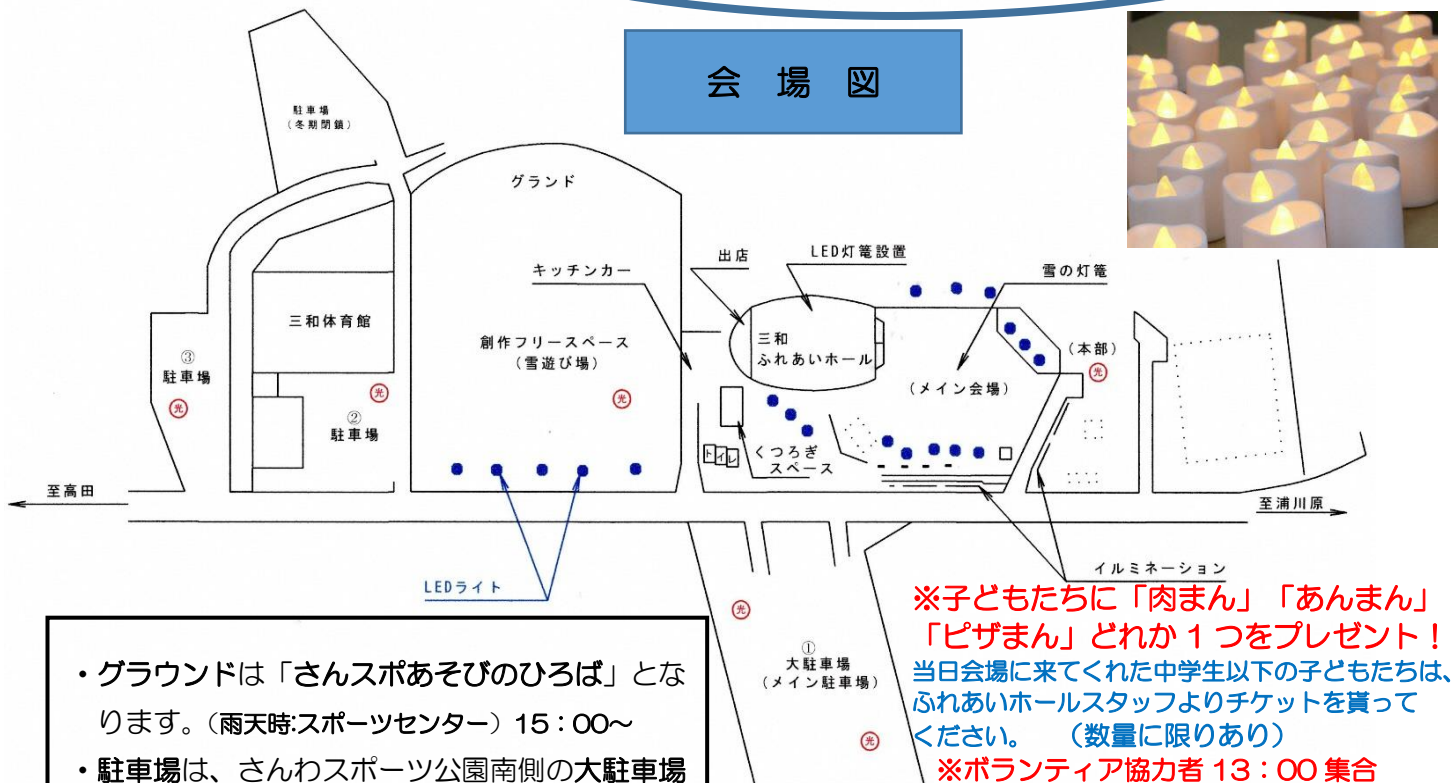 会場図
駐車場
（冬期閉鎖）
グランド
出店
LED灯篭設置
キッチンカー
雪の灯篭
三和体育館
創作フリースペース
（雪遊び場）
三和
ふれあいホール
（本部）
光
③
駐車場
光
光
②
駐車場
光
（メイン会場）
トイレ
くつろぎ
スペース
至高田
至浦川原
LEDライト
イルミネーション
光
①
大駐車場
（メイン駐車場）
光
・グラウンドは「さんスポあそびのひろば」とな
ります。（雨天時:スポーツセンター）15：00～
・駐車場は、さんわスポーツ公園南側の大駐車場
※子どもたちに「肉まん」「あんまん」
「ピザまん」どれか１つをプレゼント！
当日会場に来てくれた中学生以下の子どもたちは、
ふれあいホールスタッフよりチケットを貰って
ください。　（数量に限りあり）
※ボランティア協力者 13：00 集合